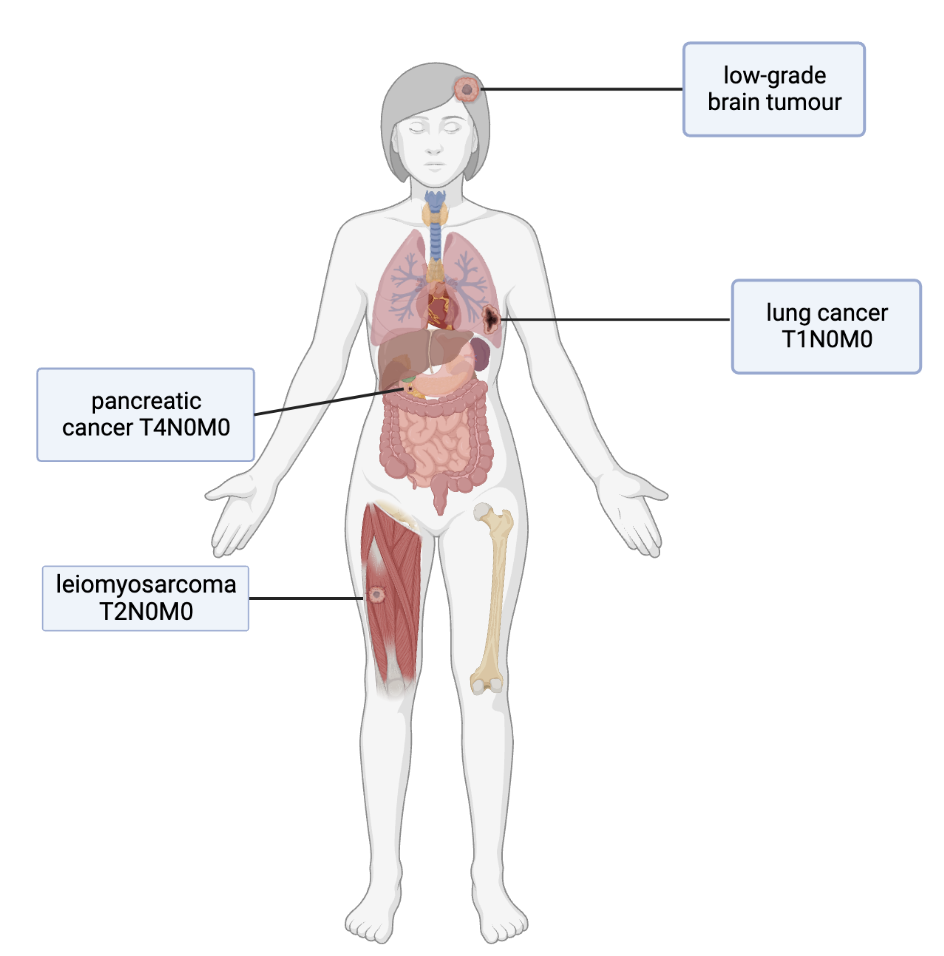 low-grade
brain tumour
lung cancer
T1N0M0
pancreatic
cancer T4N0M0
leiomyosarcoma
T2N0M0